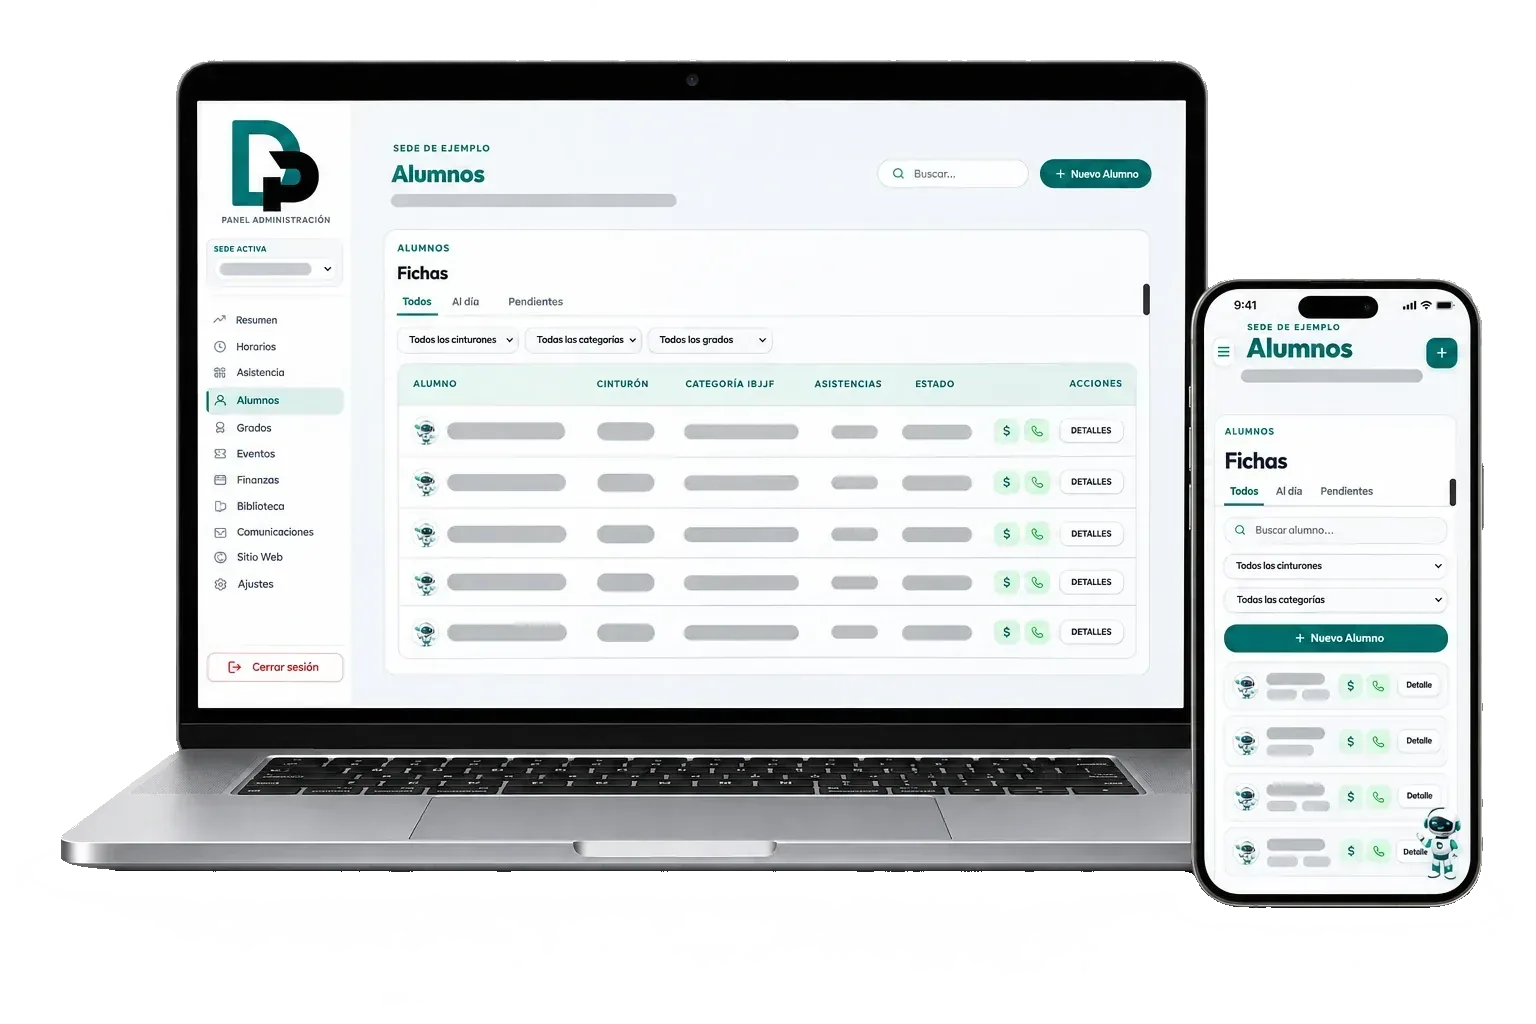 DP
PANEL ADMINISTRACIÓN
SEDE ACTIVA
Resumen
Horarios
Asistencia
Alumnos
Grados
Eventos
Finanzas
Biblioteca
Comunicaciones
Sitio Web
Ajustes
Cerrar sesión
SEDE DE EJEMPLO
Alumnos
Buscar...
+ Nuevo Alumno
ALUMNOS
Fichas
Todos Al día Pendientes
Todos los cinturones Todas las categorías Todos los grados
ALUMNO CINTURÓN CATEGORÍA IBJJF ASISTENCIAS ESTADO ACCIONES
$ DETALLES
$ DETALLES
$ DETALLES
$ DETALLES
$ DETALLES
9:41
SEDE DE EJEMPLO
Alumnos
+
ALUMNOS
Fichas
Todos Al día Pendientes
Buscar alumno...
Todos los cinturones
Todas las categorías
+ Nuevo Alumno
$ Detalle
$ Detalle
$ Detalle
$ Detalle